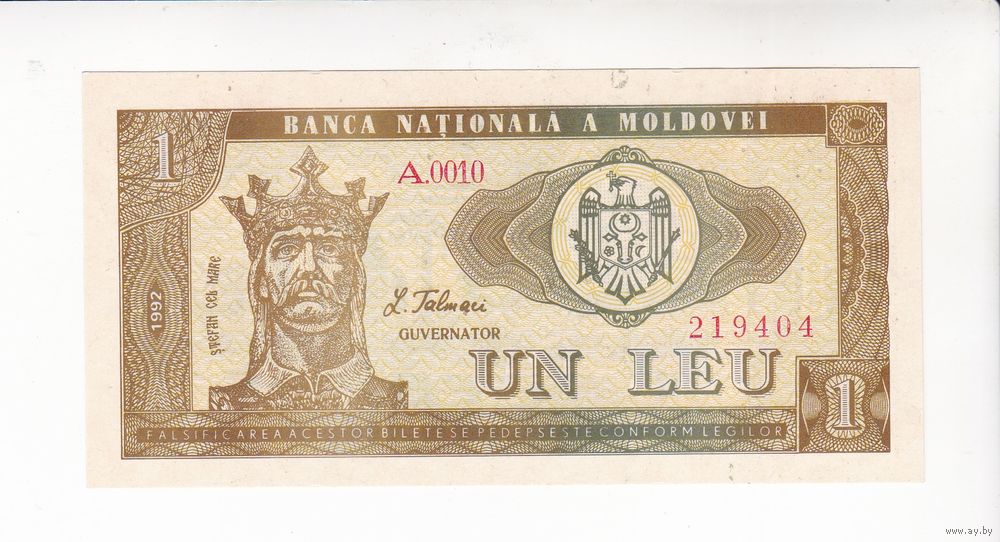 BANCA NAȚIONALĂ A MOLDOVEI
1
A.0010
ȘTEFAN CEL MARE
1992
L. Talmaci
GUVERNATOR
219404
UN LEU
1
FALSIFICAREA ACESTOR BILETE SE PEDEPSEȘTE CONFORM LEGILOR
www.ay.by